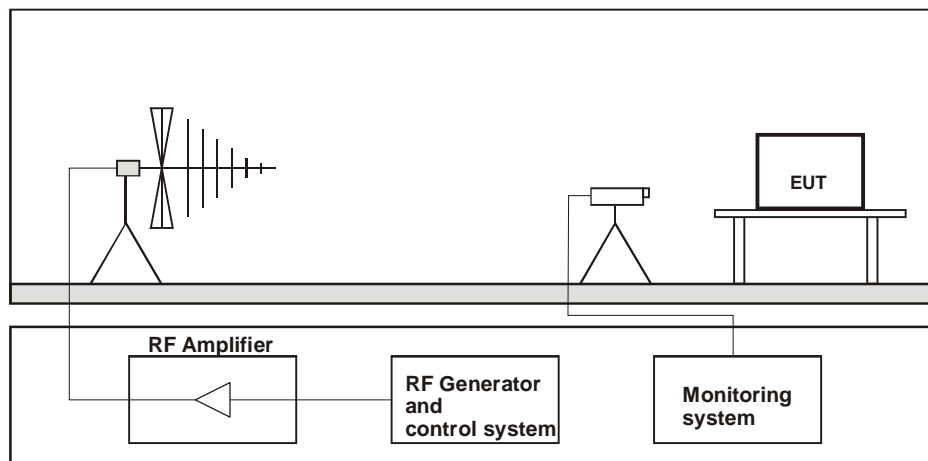 EUT
RF Amplifier
RF Generator
and
control system
Monitoring
system